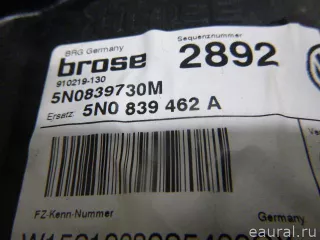 BRG Germany
Sequenznummer
brose
2892
910219-130
5N0839730M
Ersatz: 5N0 839 462 A
FZ-Kenn-Nummer
Germany
eaural.ru